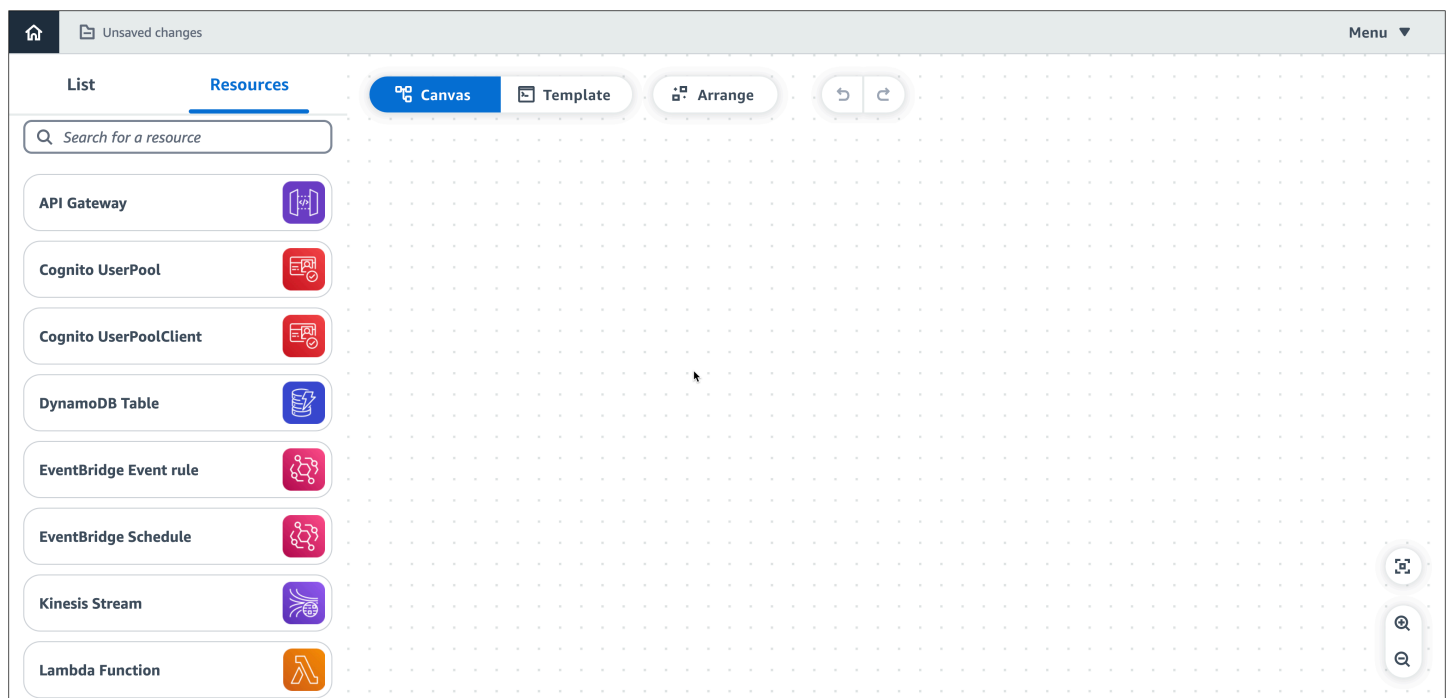 Unsaved changes
Menu
List
Resources
Canvas
Template
Arrange
Search for a resource
API Gateway
Cognito UserPool
Cognito UserPoolClient
DynamoDB Table
EventBridge Event rule
EventBridge Schedule
Kinesis Stream
Lambda Function